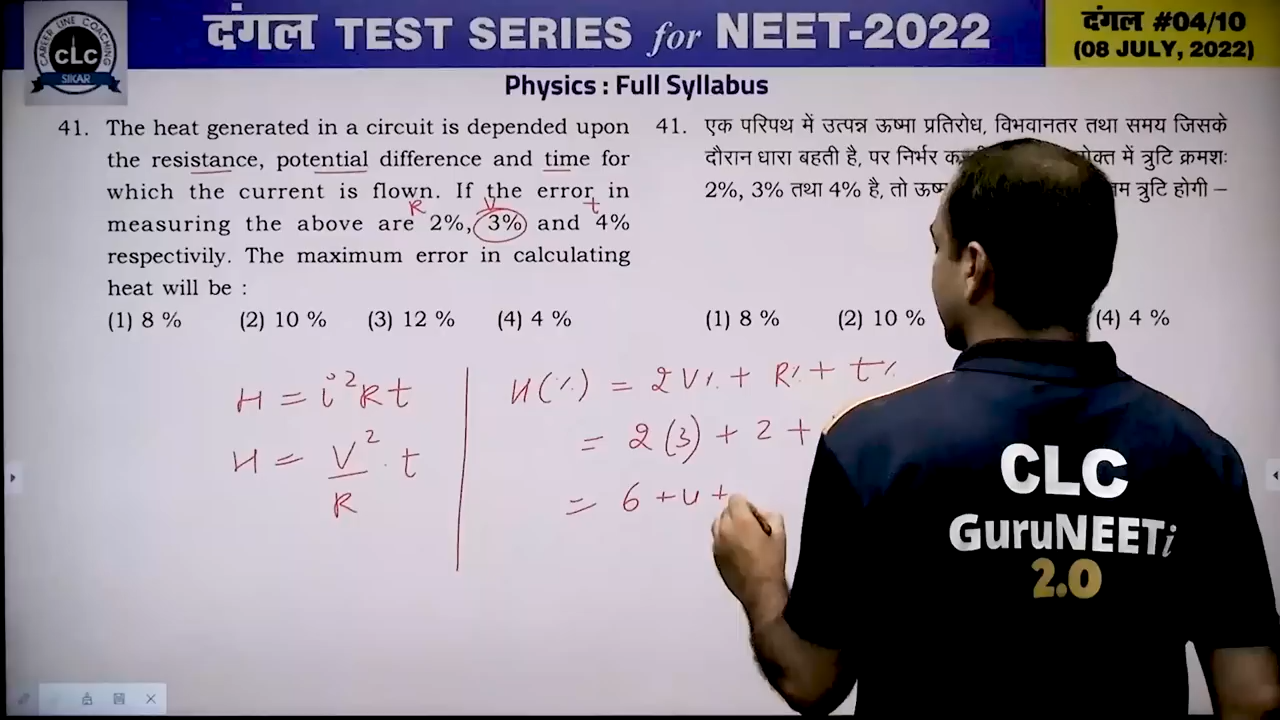 CAREER LINE COACHING
CLC
SIKAR
दंगल TEST SERIES for NEET-2022
दंगल #04/10
(08 JULY, 2022)
Physics : Full Syllabus
41. The heat generated in a circuit is depended upon
the resistance, potential difference and time for
which the current is flown. If the error in
R V t
measuring the above are 2%, 3% and 4%
respectivily. The maximum error in calculating
heat will be :
(1) 8 % (2) 10 % (3) 12 % (4) 4 %
41. एक परिपथ में उत्पन्न ऊष्मा प्रतिरोध, विभवानतर तथा समय जिसके
दौरान धारा बहती है, पर निर्भर में त्रुटि क्रमशः
2%, 3% तथा 4% है, तो त्रुटि होगी –
(1) 8 % (2) 10 % (4) 4 %
H = i²Rt
H = V²/R · t
H(%) = 2V% + R% + t%
= 2(3) + 2 +
= 6 + 4 +
CLC
GuruNEETi
2.0